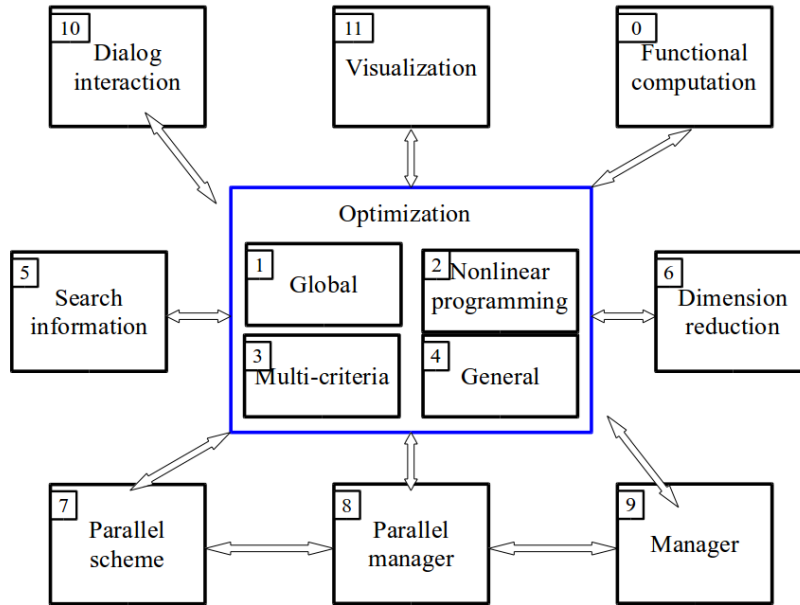 10
Dialog
interaction
11
Visualization
0
Functional
computation
Optimization
1
Global
2
Nonlinear
programming
3
Multi-criteria
4
General
5
Search
information
6
Dimension
reduction
7
Parallel
scheme
8
Parallel
manager
9
Manager